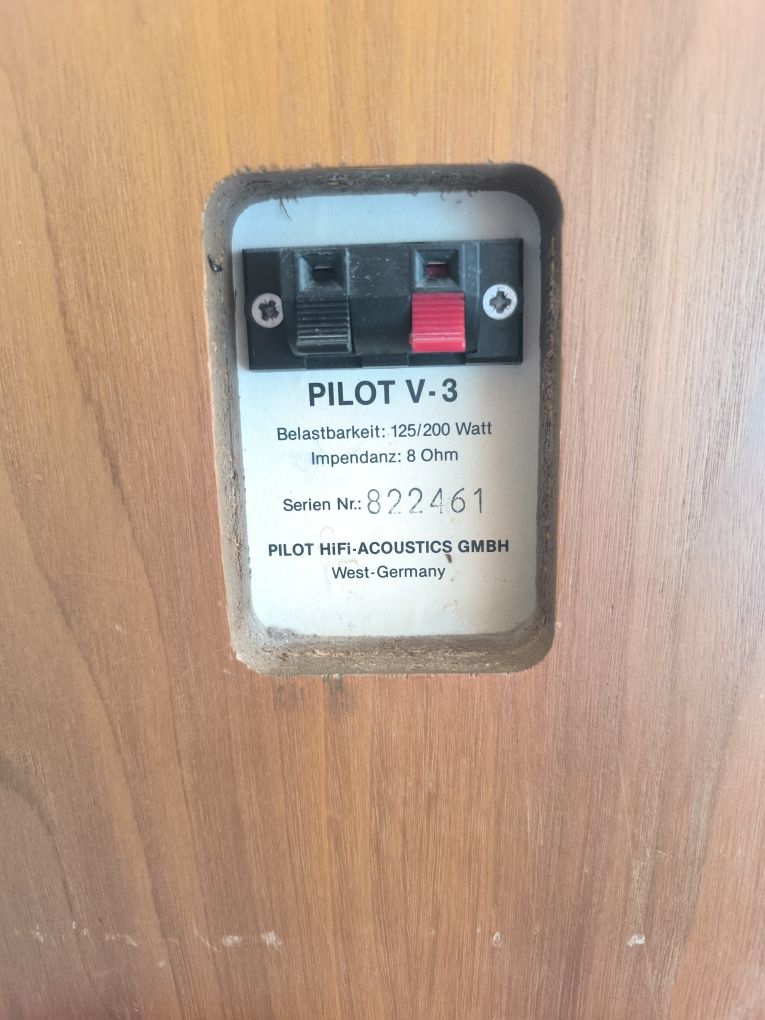 PILOT V-3
Belastbarkeit: 125/200 Watt
Impendanz: 8 Ohm
Serien Nr.: 822461
PILOT HiFi-ACOUSTICS GMBH
West-Germany